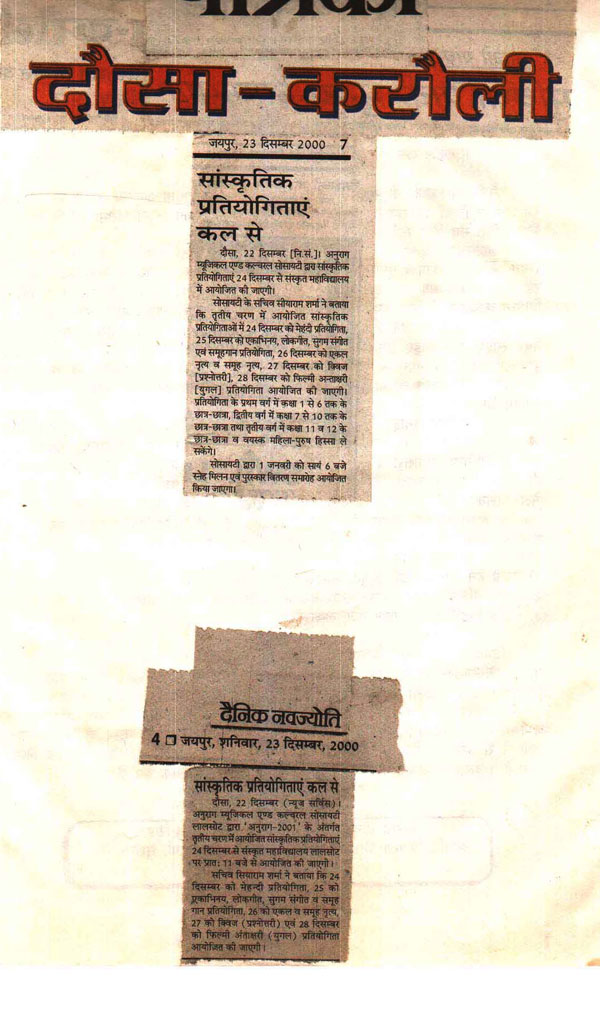 पत्रिका
दौसा - करौली
जयपुर, 23 दिसम्बर 2000 7
सांस्कृतिक
प्रतियोगिताएं
कल से
दौसा, 22 दिसम्बर [नि.सं.]। अनुराग
म्यूजिकल एण्ड कल्चरल सोसायटी द्वारा सांस्कृतिक
प्रतियोगिताएं 24 दिसम्बर से संस्कृत महाविद्यालय
में आयोजित की जाएगी।
सोसायटी के सचिव सीयाराम शर्मा ने बताया
कि तृतीय चरण में आयोजित सांस्कृतिक
प्रतियोगिताओं में 24 दिसम्बर को मेहंदी प्रतियोगिता,
25 दिसम्बर को एकाभिनय, लोकगीत, सुगम संगीत
एवं समूहगान प्रतियोगिता, 26 दिसम्बर को एकल
नृत्य व समूह नृत्य, 27 दिसम्बर को क्विज
[प्रश्नोत्तरी], 28 दिसम्बर को फिल्मी अन्ताक्षरी
[युगल] प्रतियोगिता आयोजित की जाएगी।
प्रतियोगिता के प्रथम वर्ग में कक्षा 1 से 6 तक के
छात्र-छात्रा, द्वितीय वर्ग में कक्षा 7 से 10 तक के
छात्र-छात्रा तथा तृतीय वर्ग में कक्षा 11 व 12 के
छात्र-छात्रा व वयस्क महिला-पुरुष हिस्सा ले
सकेंगे।
सोसायटी द्वारा 1 जनवरी को सायं 6 बजे
स्नेह मिलन एवं पुरस्कार वितरण समारोह आयोजित
किया जाएगा।
दैनिक नवज्योति
4 जयपुर, शनिवार, 23 दिसम्बर, 2000
सांस्कृतिक प्रतियोगिताएं कल से
दौसा, 22 दिसम्बर (न्यूज सर्विस)।
अनुराग म्यूजिकल एण्ड कल्चरल सोसायटी
लालसोट द्वारा 'अनुराग-2001' के अंतर्गत
तृतीय चरण में आयोजित सांस्कृतिक प्रतियोगिताएं
24 दिसम्बर से संस्कृत महाविद्यालय लालसोट
पर प्रात: 11 बजे से आयोजित की जाएगी।
सचिव सियाराम शर्मा ने बताया कि 24
दिसम्बर को मेहन्दी प्रतियोगिता, 25 को
एकाभिनय, लोकगीत, सुगम संगीत व समूह
गान प्रतियोगिता, 26 को एकल व समूह नृत्य,
27 को क्विज (प्रश्नोत्तरी) एवं 28 दिसम्बर
को फिल्मी अंताक्षरी (युगल) प्रतियोगिता
आयोजित की जाएगी।